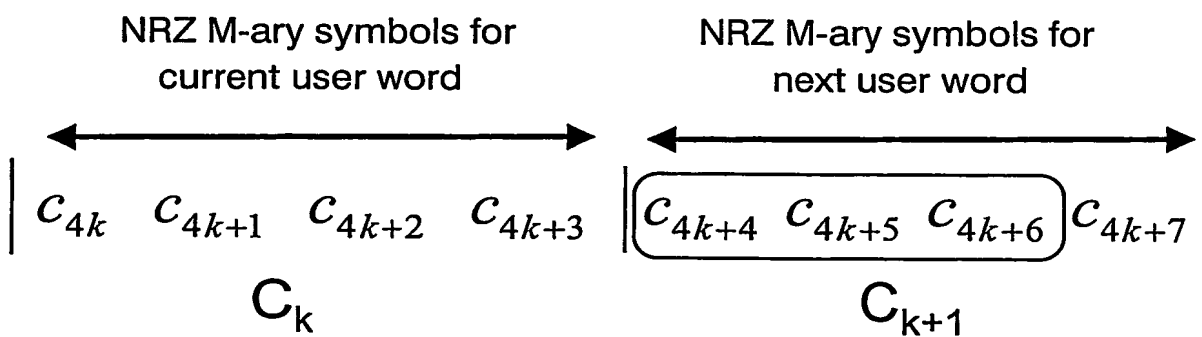 NRZ M-ary symbols for
current user word
NRZ M-ary symbols for
next user word
c4k c4k+1 c4k+2 c4k+3 c4k+4 c4k+5 c4k+6 c4k+7
Ck Ck+1